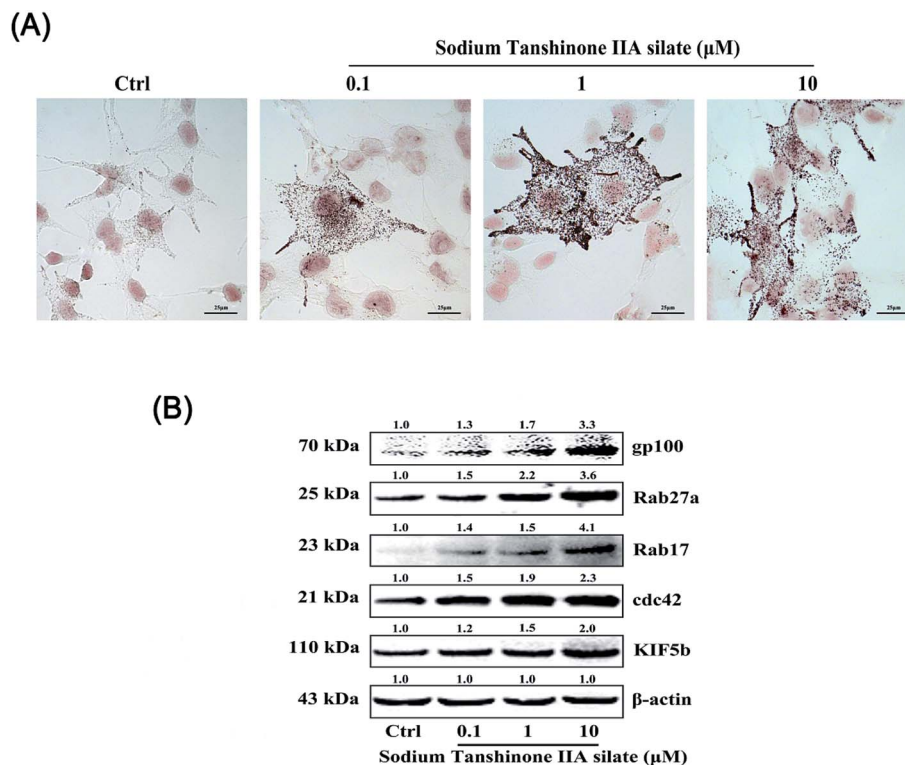 (A)
Sodium Tanshinone IIA silate (μM)
Ctrl 0.1 1 10
25μm 25μm 25μm 25μm
(B)
1.0 1.3 1.7 3.3
70 kDa gp100
1.0 1.5 2.2 3.6
25 kDa Rab27a
1.0 1.4 1.5 4.1
23 kDa Rab17
1.0 1.5 1.9 2.3
21 kDa cdc42
1.0 1.2 1.5 2.0
110 kDa KIF5b
1.0 1.0 1.0 1.0
43 kDa β-actin
Ctrl 0.1 1 10
Sodium Tanshinone IIA silate (μM)